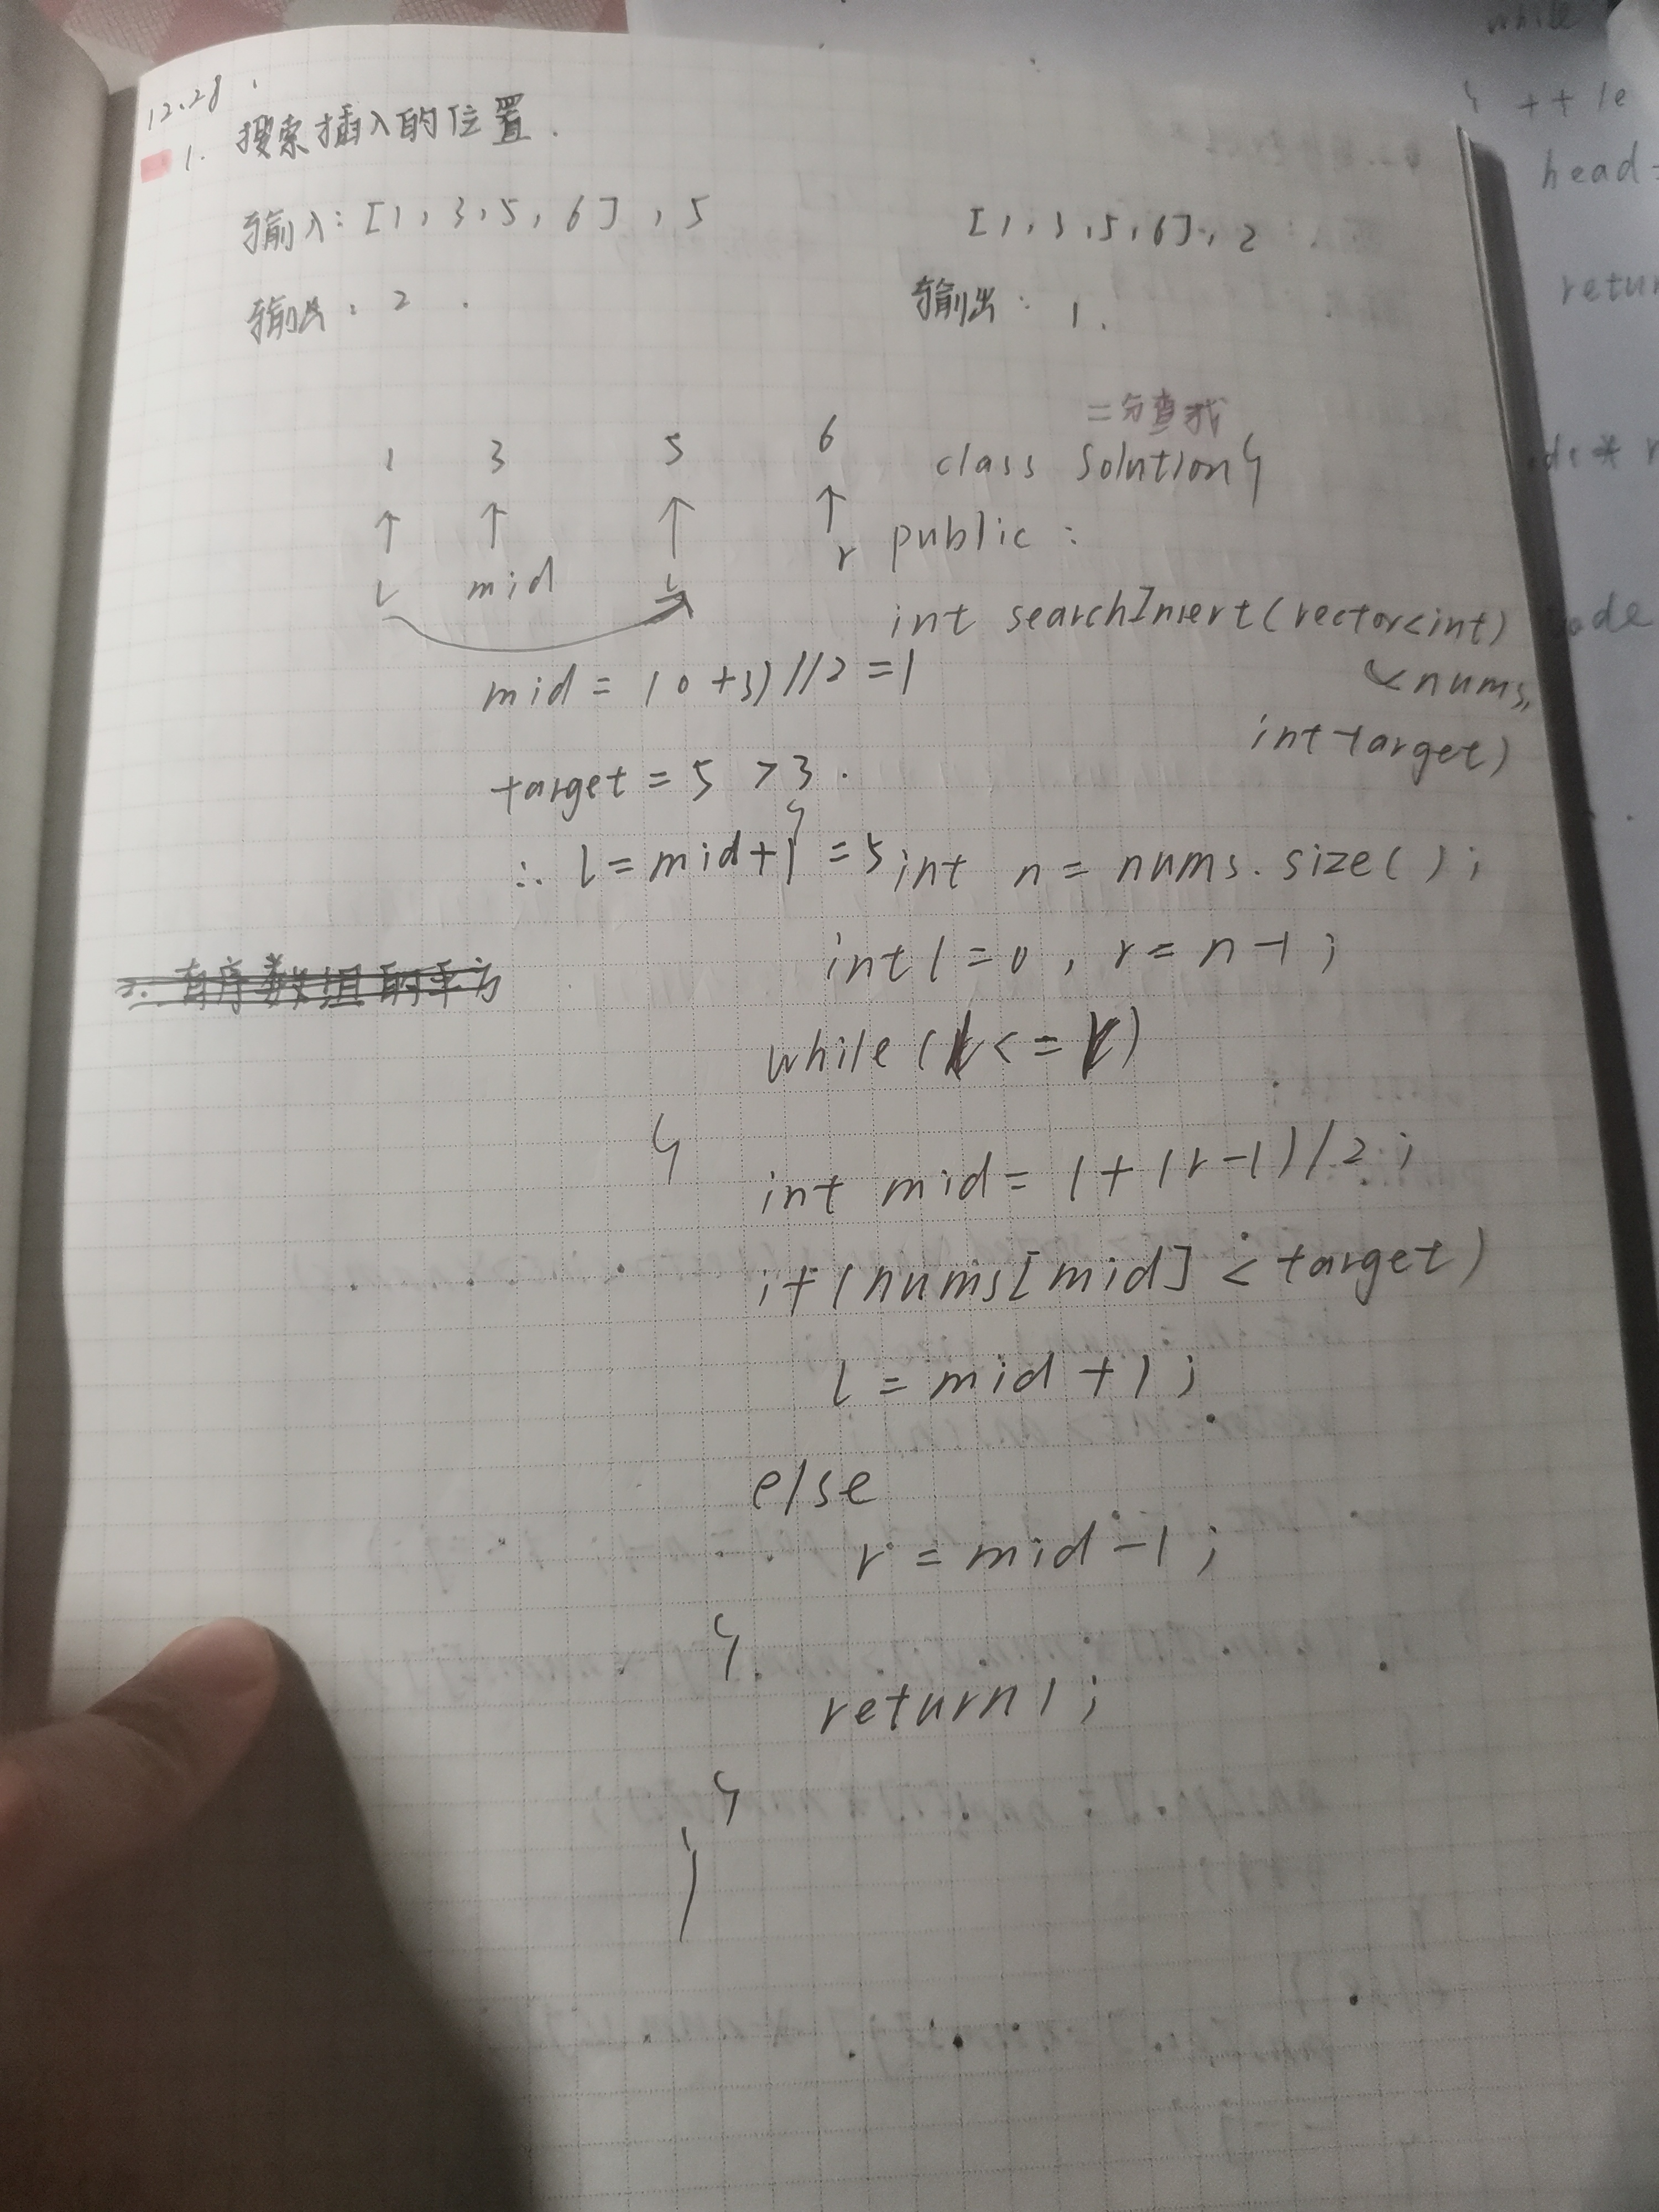 12.28
1. 搜索插入的位置.
输入: [1, 3, 5, 6], 5
[1, 3, 5, 6], 2
输出: 2.
输出: 1.
二分查找
1 3 5 6
class Solution{
↑ ↑ ↑ ↑
l mid l r
public:
int searchInsert(vector<int>
&nums,
mid = (0+3)//2 = 1
int target)
target = 5 > 3.
{
∴ l = mid+1 = 5
int n = nums.size();
int l = 0, r = n-1;
2. 有序数组的平方
while(l <= r)
{
int mid = l + (r-l)/2;
if(nums[mid] < target)
l = mid+1;
else
r = mid-1;
}
return l;
}
;
while
} ++le
head =
return